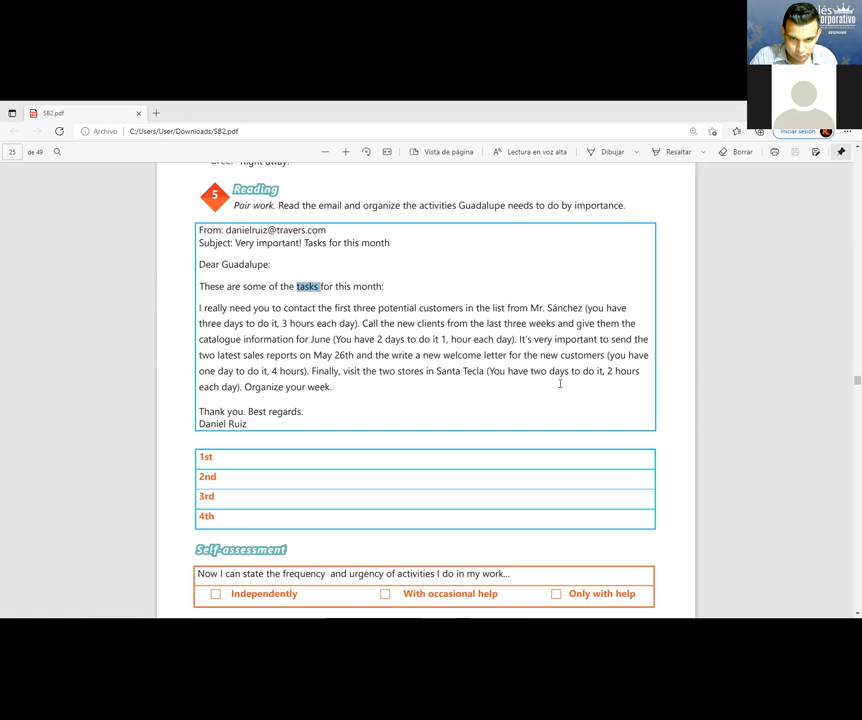 lés
orporativo
SB2.pdf
Archivo C:/Users/User/Downloads/SB2.pdf
Iniciar sesión
25 de 49 Vista de página Lectura en voz alta Dibujar Resaltar Borrar
5 Reading
Pair work. Read the email and organize the activities Guadalupe needs to do by importance.
From: danielruiz@travers.com
Subject: Very important! Tasks for this month
Dear Guadalupe:
These are some of the tasks for this month:
I really need you to contact the first three potential customers in the list from Mr. Sánchez (you have
three days to do it, 3 hours each day). Call the new clients from the last three weeks and give them the
catalogue information for June (You have 2 days to do it 1, hour each day). It's very important to send the
two latest sales reports on May 26th and the write a new welcome letter for the new customers (you have
one day to do it, 4 hours). Finally, visit the two stores in Santa Tecla (You have two days to do it, 2 hours
each day). Organize your week.
Thank you. Best regards.
Daniel Ruiz
1st
2nd
3rd
4th
Self-assessment
Now I can state the frequency and urgency of activities I do in my work...
Independently With occasional help Only with help